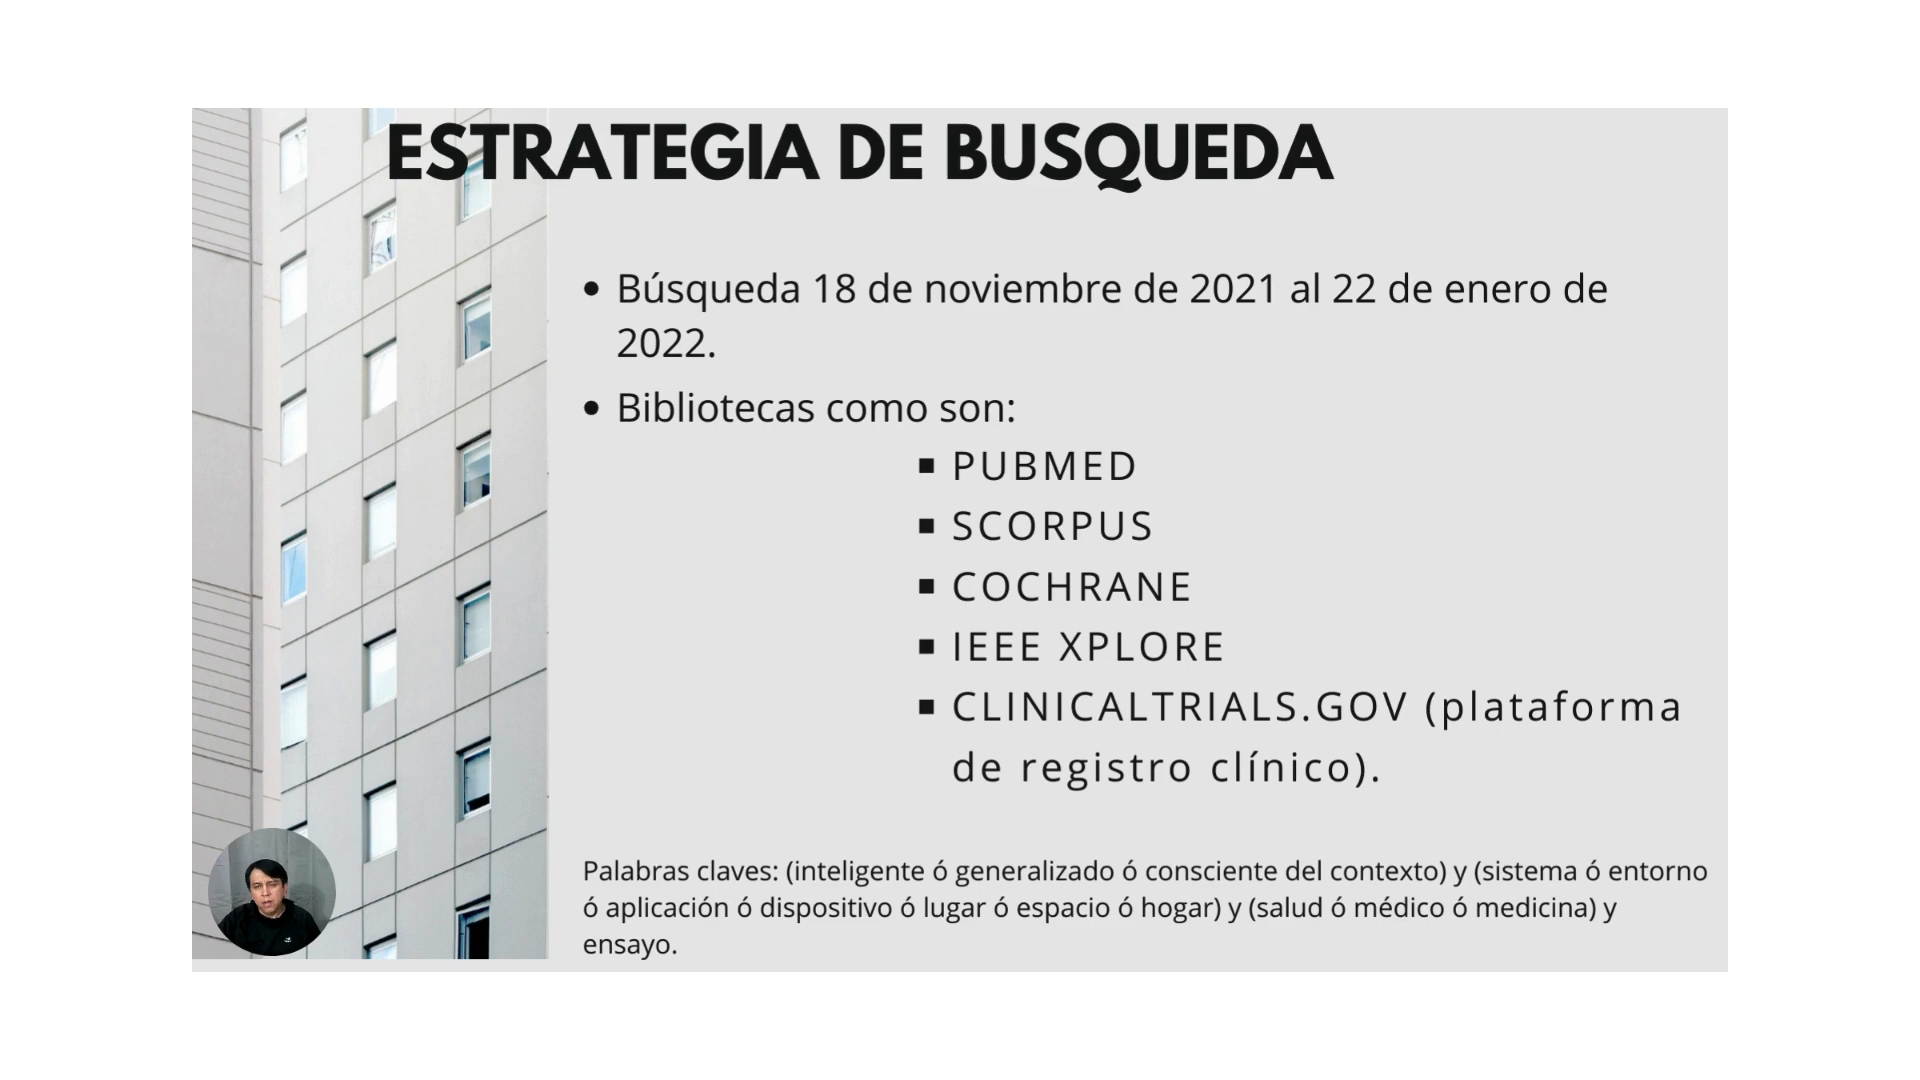 ESTRATEGIA DE BUSQUEDA
• Búsqueda 18 de noviembre de 2021 al 22 de enero de
2022.
• Bibliotecas como son:
▪ PUBMED
▪ SCORPUS
▪ COCHRANE
▪ IEEE XPLORE
▪ CLINICALTRIALS.GOV (plataforma
de registro clínico).
Palabras claves: (inteligente ó generalizado ó consciente del contexto) y (sistema ó entorno
ó aplicación ó dispositivo ó lugar ó espacio ó hogar) y (salud ó médico ó medicina) y
ensayo.